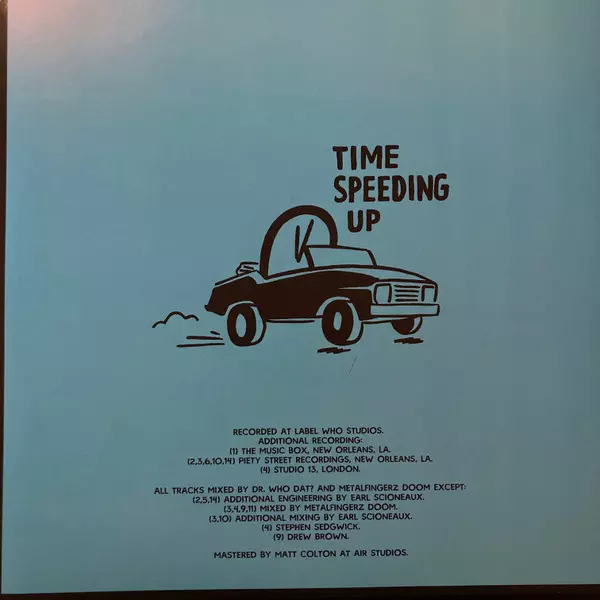 TIME
SPEEDING
UP
K
RECORDED AT LABEL WHO STUDIOS.
ADDITIONAL RECORDING:
(1) THE MUSIC BOX, NEW ORLEANS, LA.
(2,3,6,10,14) PIETY STREET RECORDINGS, NEW ORLEANS, LA.
(4) STUDIO 13, LONDON.
ALL TRACKS MIXED BY DR. WHO DAT? AND METALFINGERZ DOOM EXCEPT:
(2,5,14) ADDITIONAL ENGINEERING BY EARL SCIONEAUX.
(3,4,9,11) MIXED BY METALFINGERZ DOOM.
(3,10) ADDITIONAL MIXING BY EARL SCIONEAUX.
(4) STEPHEN SEDGWICK.
(9) DREW BROWN.
MASTERED BY MATT COLTON AT AIR STUDIOS.